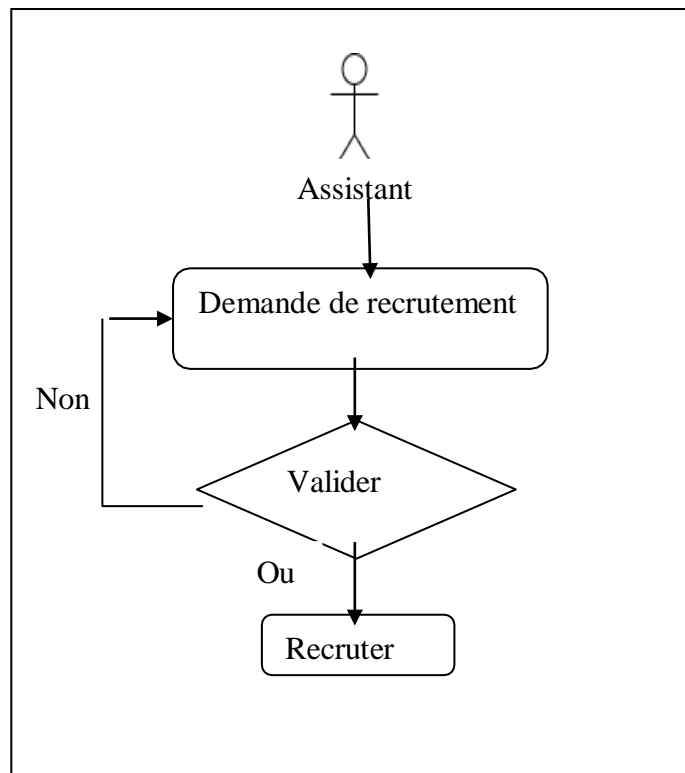 Assistant
Demande de recrutement
Non
Valider
Ou
Recruter